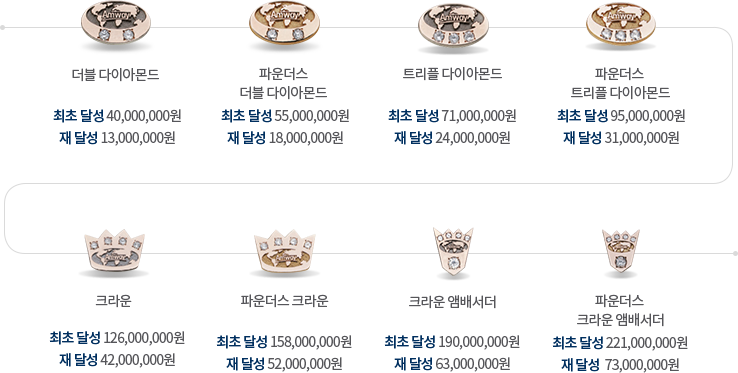 Amway Amway Amway Amway
더블 다이아몬드
최초 달성 40,000,000원
재 달성 13,000,000원
파운더스
더블 다이아몬드
최초 달성 55,000,000원
재 달성 18,000,000원
트리플 다이아몬드
최초 달성 71,000,000원
재 달성 24,000,000원
파운더스
트리플 다이아몬드
최초 달성 95,000,000원
재 달성 31,000,000원
Amway Amway
크라운
최초 달성 126,000,000원
재 달성 42,000,000원
파운더스 크라운
최초 달성 158,000,000원
재 달성 52,000,000원
크라운 앰배서더
최초 달성 190,000,000원
재 달성 63,000,000원
파운더스
크라운 앰배서더
최초 달성 221,000,000원
재 달성 73,000,000원